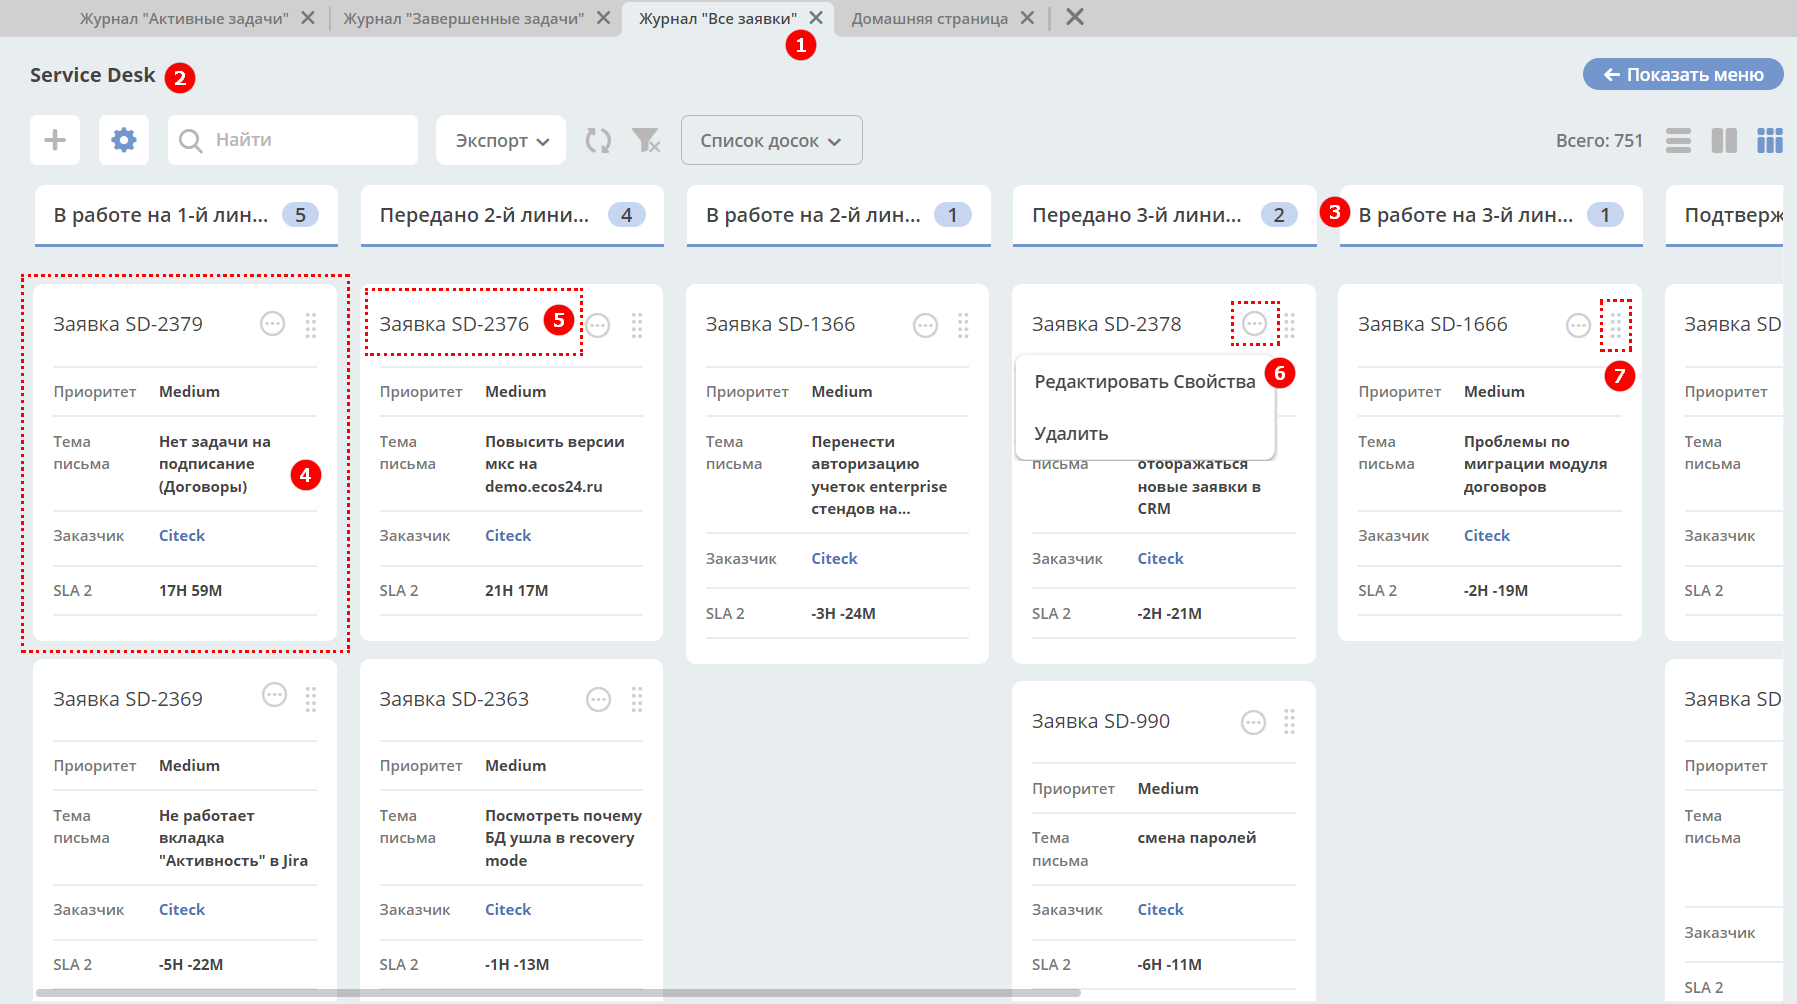 Журнал "Активные задачи"
Журнал "Завершенные задачи"
Журнал "Все заявки"
Домашняя страница
1
Service Desk
2
Показать меню
Найти
Экспорт
Список досок
Всего: 751
В работе на 1-й лин...
5
Передано 2-й лини...
4
В работе на 2-й лин...
1
Передано 3-й лини...
2
3
В работе на 3-й лин...
1
Подтверж
Заявка SD-2379
Приоритет
Medium
Тема
письма
Нет задачи на
подписание
(Договоры)
4
Заказчик
Citeck
SLA 2
17H 59M
Заявка SD-2376
5
Приоритет
Medium
Тема
письма
Повысить версии
мкс на
demo.ecos24.ru
Заказчик
Citeck
SLA 2
21H 17M
Заявка SD-1366
Приоритет
Medium
Тема
письма
Перенести
авторизацию
учеток enterprise
стендов на...
Заказчик
Citeck
SLA 2
-3H -24M
Заявка SD-2378
Редактировать Свойства
6
Удалить
письма
отображаться
новые заявки в
CRM
Заказчик
Citeck
SLA 2
-2H -21M
Заявка SD-1666
7
Приоритет
Medium
Тема
письма
Проблемы по
миграции модуля
договоров
Заказчик
Citeck
SLA 2
-2H -19M
Заявка SD
Приоритет
Тема
письма
Заказчик
SLA 2
Заявка SD-2369
Приоритет
Medium
Тема
письма
Не работает
вкладка
"Активность" в Jira
Заказчик
Citeck
SLA 2
-5H -22M
Заявка SD-2363
Приоритет
Medium
Тема
письма
Посмотреть почему
БД ушла в recovery
mode
Заказчик
Citeck
SLA 2
-1H -13M
Заявка SD-990
Приоритет
Medium
Тема
письма
смена паролей
Заказчик
Citeck
SLA 2
-6H -11M
Заявка SD
Приоритет
Тема
письма
Заказчик
SLA 2